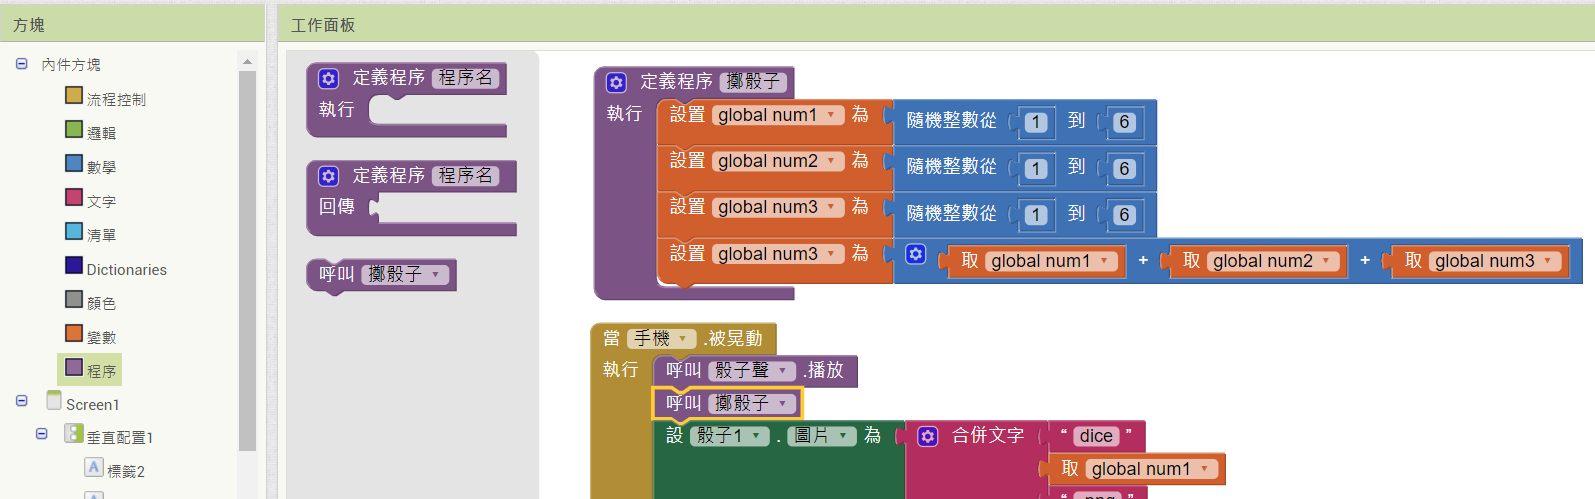 方塊
工作面板
內件方塊
流程控制
邏輯
數學
文字
清單
Dictionaries
顏色
變數
程序
Screen1
垂直配置1
標籤2
定義程序 程序名
執行
定義程序 程序名
回傳
呼叫 擲骰子
定義程序 擲骰子
執行 設置 global num1 為 隨機整數從 1 到 6
設置 global num2 為 隨機整數從 1 到 6
設置 global num3 為 隨機整數從 1 到 6
設置 global num3 為 取 global num1 + 取 global num2 + 取 global num3
當 手機 .被晃動
執行 呼叫 骰子聲 .播放
呼叫 擲骰子
設 骰子1 . 圖片 為 合併文字 “ dice ”
取 global num1